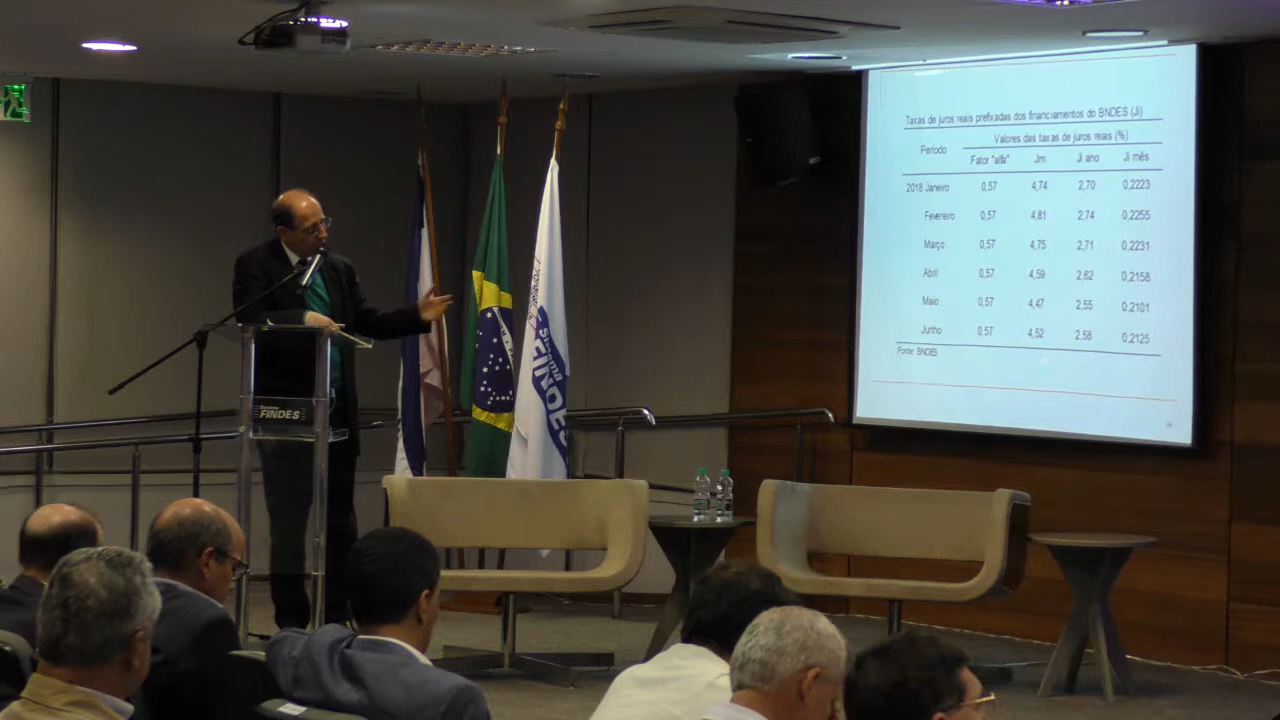 Taxas de juros reais prefixadas dos financiamentos do BNDES (Ji)
Período
Valores das taxas de juros reais (%)
Fator "alfa" Jm Ji ano Ji mês
2018 Janeiro 0,57 4,74 2,70 0,2223
Fevereiro 0,57 4,81 2,74 0,2255
Março 0,57 4,75 2,71 0,2231
Abril 0,57 4,59 2,62 0,2158
Maio 0,57 4,47 2,55 0,2101
Junho 0,57 4,52 2,58 0,2125
Fonte: BNDES
Sistema
FINDES
Sistema
FINDES